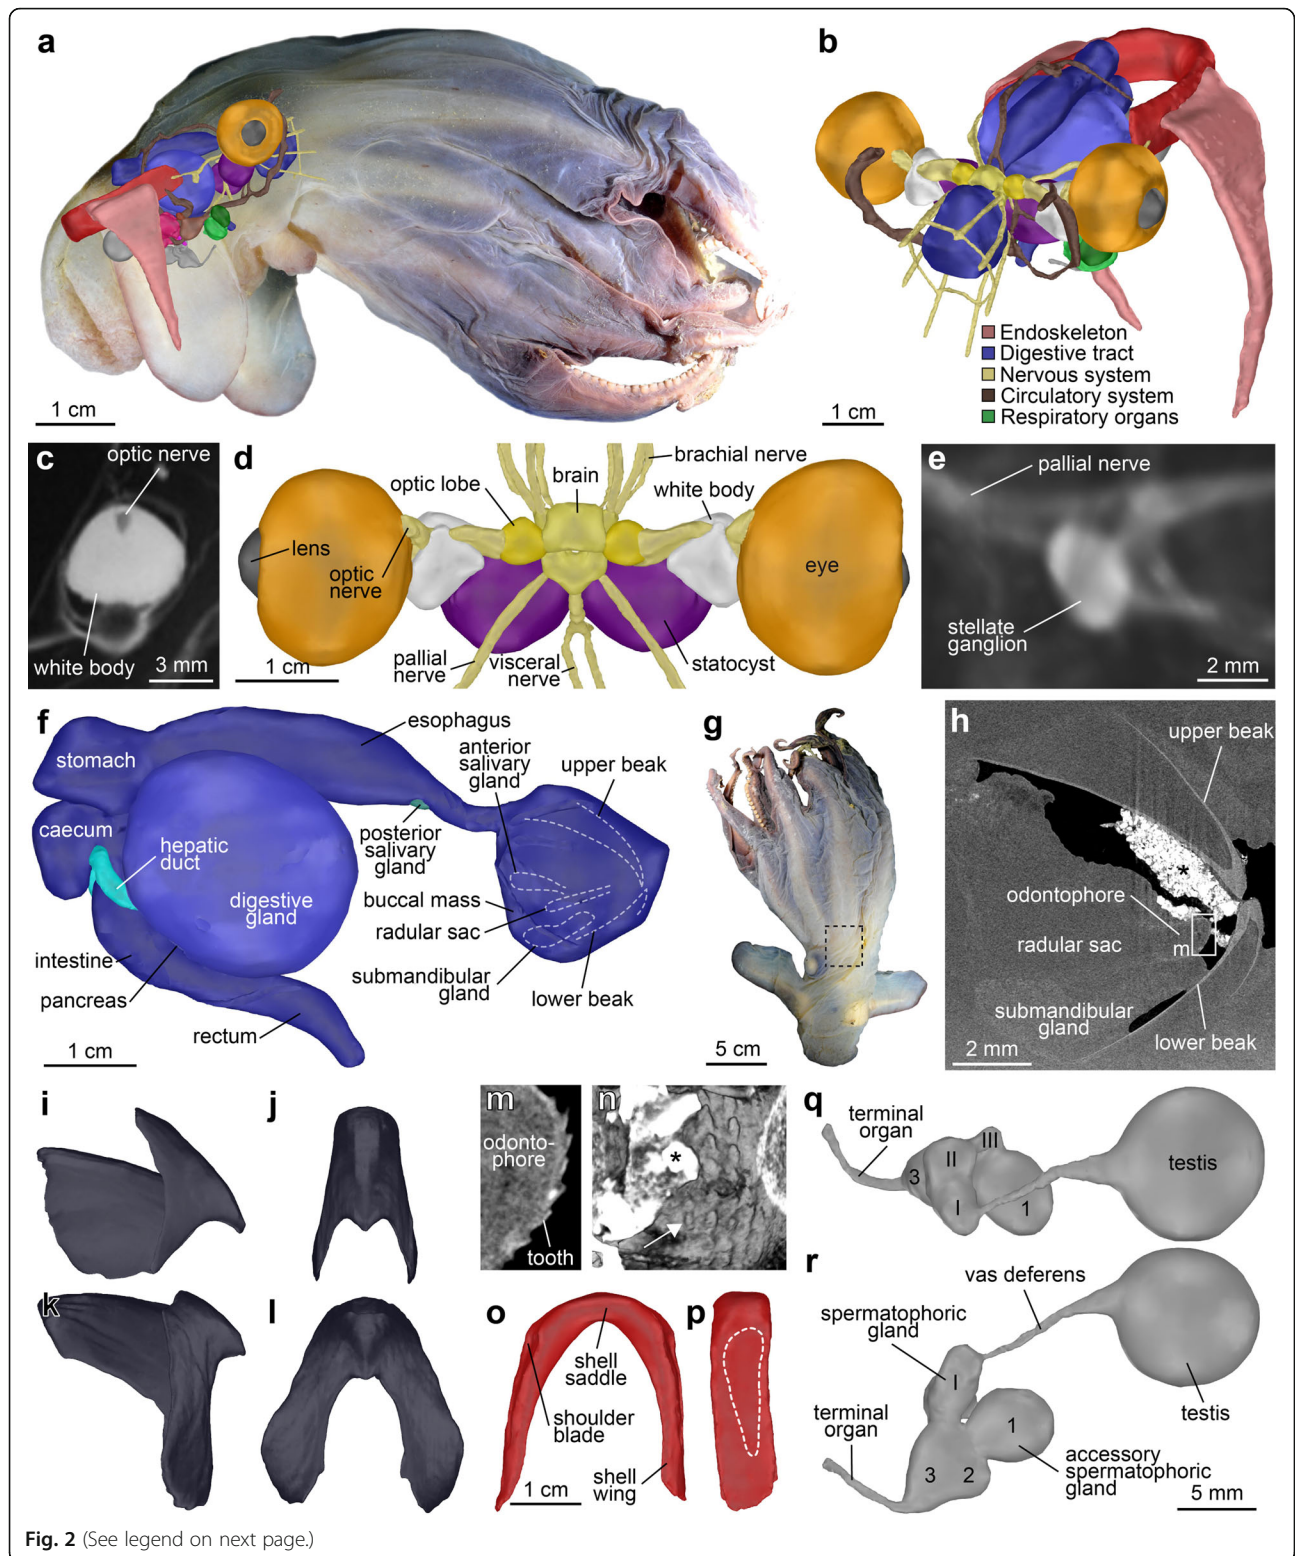 a
1 cm
b
Endoskeleton
Digestive tract
Nervous system
Circulatory system
Respiratory organs
1 cm
c
optic nerve
white body
3 mm
d
brachial nerve
brain
optic lobe
white body
lens
optic
nerve
eye
pallial
nerve
visceral
nerve
statocyst
1 cm
e
pallial nerve
stellate
ganglion
2 mm
f
esophagus
stomach
anterior
salivary
gland
upper beak
caecum
hepatic
duct
posterior
salivary
gland
digestive
gland
buccal mass
radular sac
intestine
submandibular
gland
pancreas
lower beak
rectum
1 cm
g
5 cm
h
upper beak
*
odontophore
radular sac
m
submandibular
gland
lower beak
2 mm
i
j
k
l
m
odonto-
phore
tooth
n
*
o
shell
saddle
shoulder
blade
shell
wing
1 cm
p
q
terminal
organ
III
II
3
I
1
testis
r
vas deferens
spermatophoric
gland
I
terminal
organ
1
testis
3
2
accessory
spermatophoric
gland
5 mm
Fig. 2 (See legend on next page.)